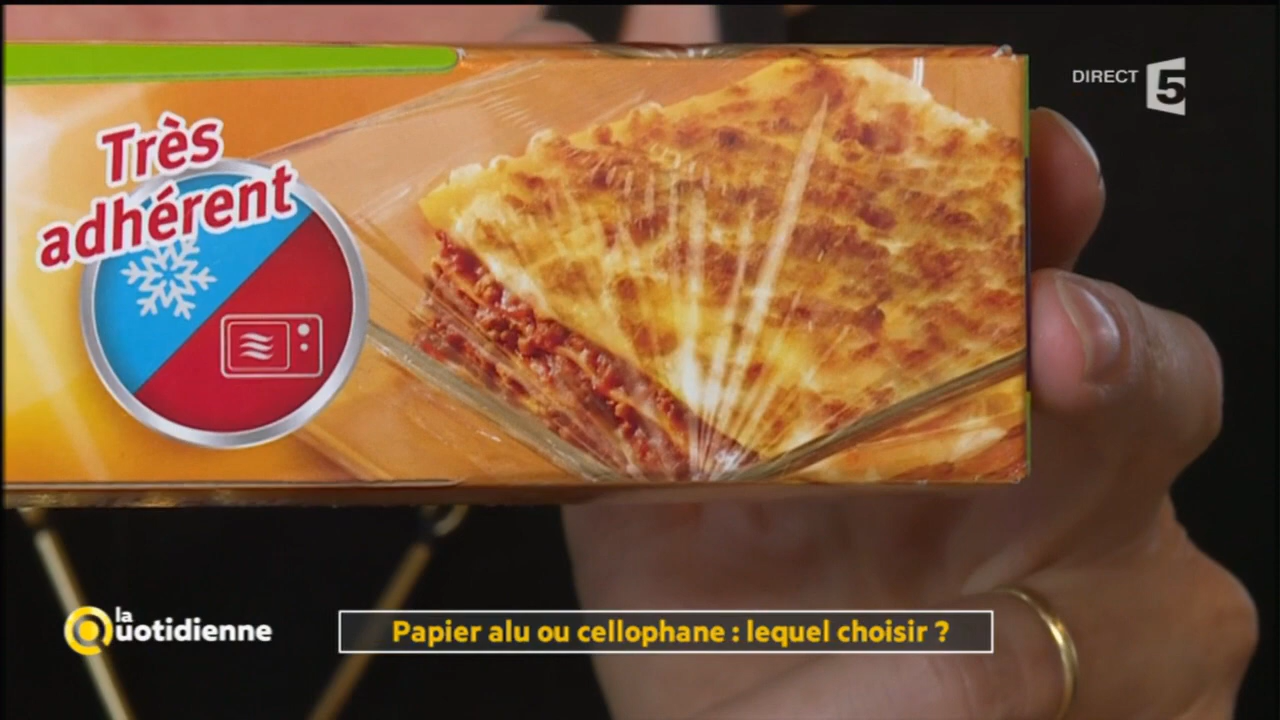 DIRECT 5
Très
adhérent
la
Quotidienne
Papier alu ou cellophane : lequel choisir ?